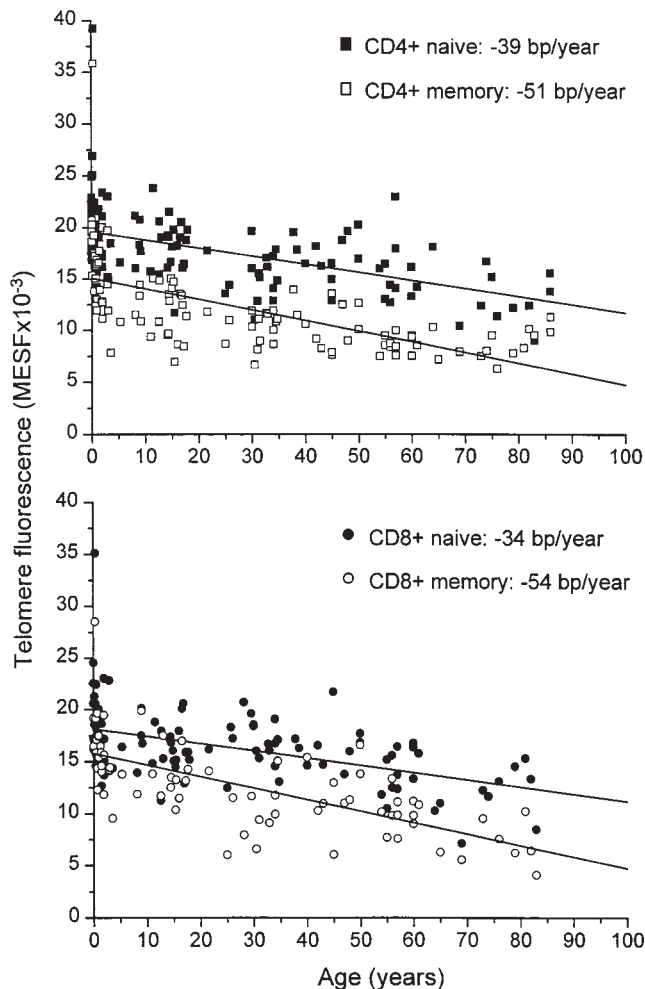 40
35
30
25
20
15
10
5
0
CD4+ naive: -39 bp/year
CD4+ memory: -51 bp/year
0 10 20 30 40 50 60 70 80 90 100
Telomere fluorescence (MESFx10-3)
40
35
30
25
20
15
10
5
0
CD8+ naive: -34 bp/year
CD8+ memory: -54 bp/year
0 10 20 30 40 50 60 70 80 90 100
Age (years)